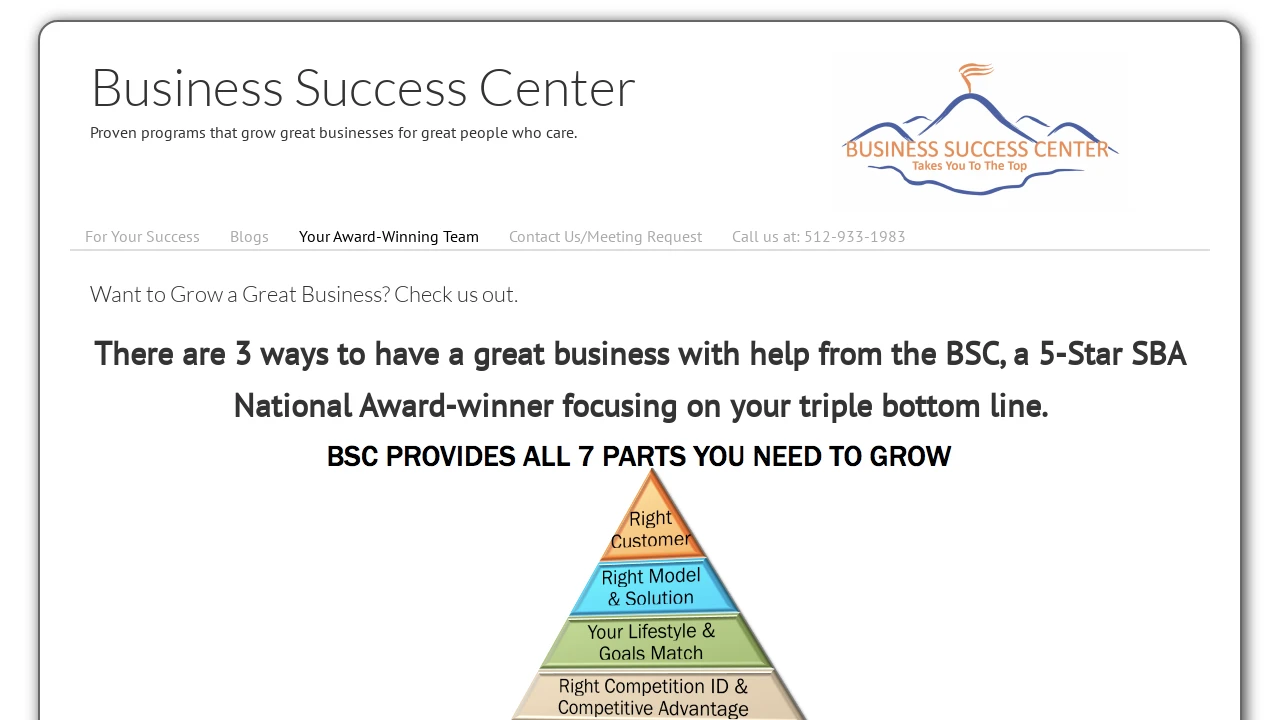 Business Success Center
Proven programs that grow great businesses for great people who care.
BUSINESS SUCCESS CENTER
Takes You To The Top
For Your Success
Blogs
Your Award-Winning Team
Contact Us/Meeting Request
Call us at: 512-933-1983
Want to Grow a Great Business? Check us out.
There are 3 ways to have a great business with help from the BSC, a 5-Star SBA
National Award-winner focusing on your triple bottom line.
BSC PROVIDES ALL 7 PARTS YOU NEED TO GROW
Right
Customer
Right Model
& Solution
Your Lifestyle &
Goals Match
Right Competition ID &
Competitive Advantage